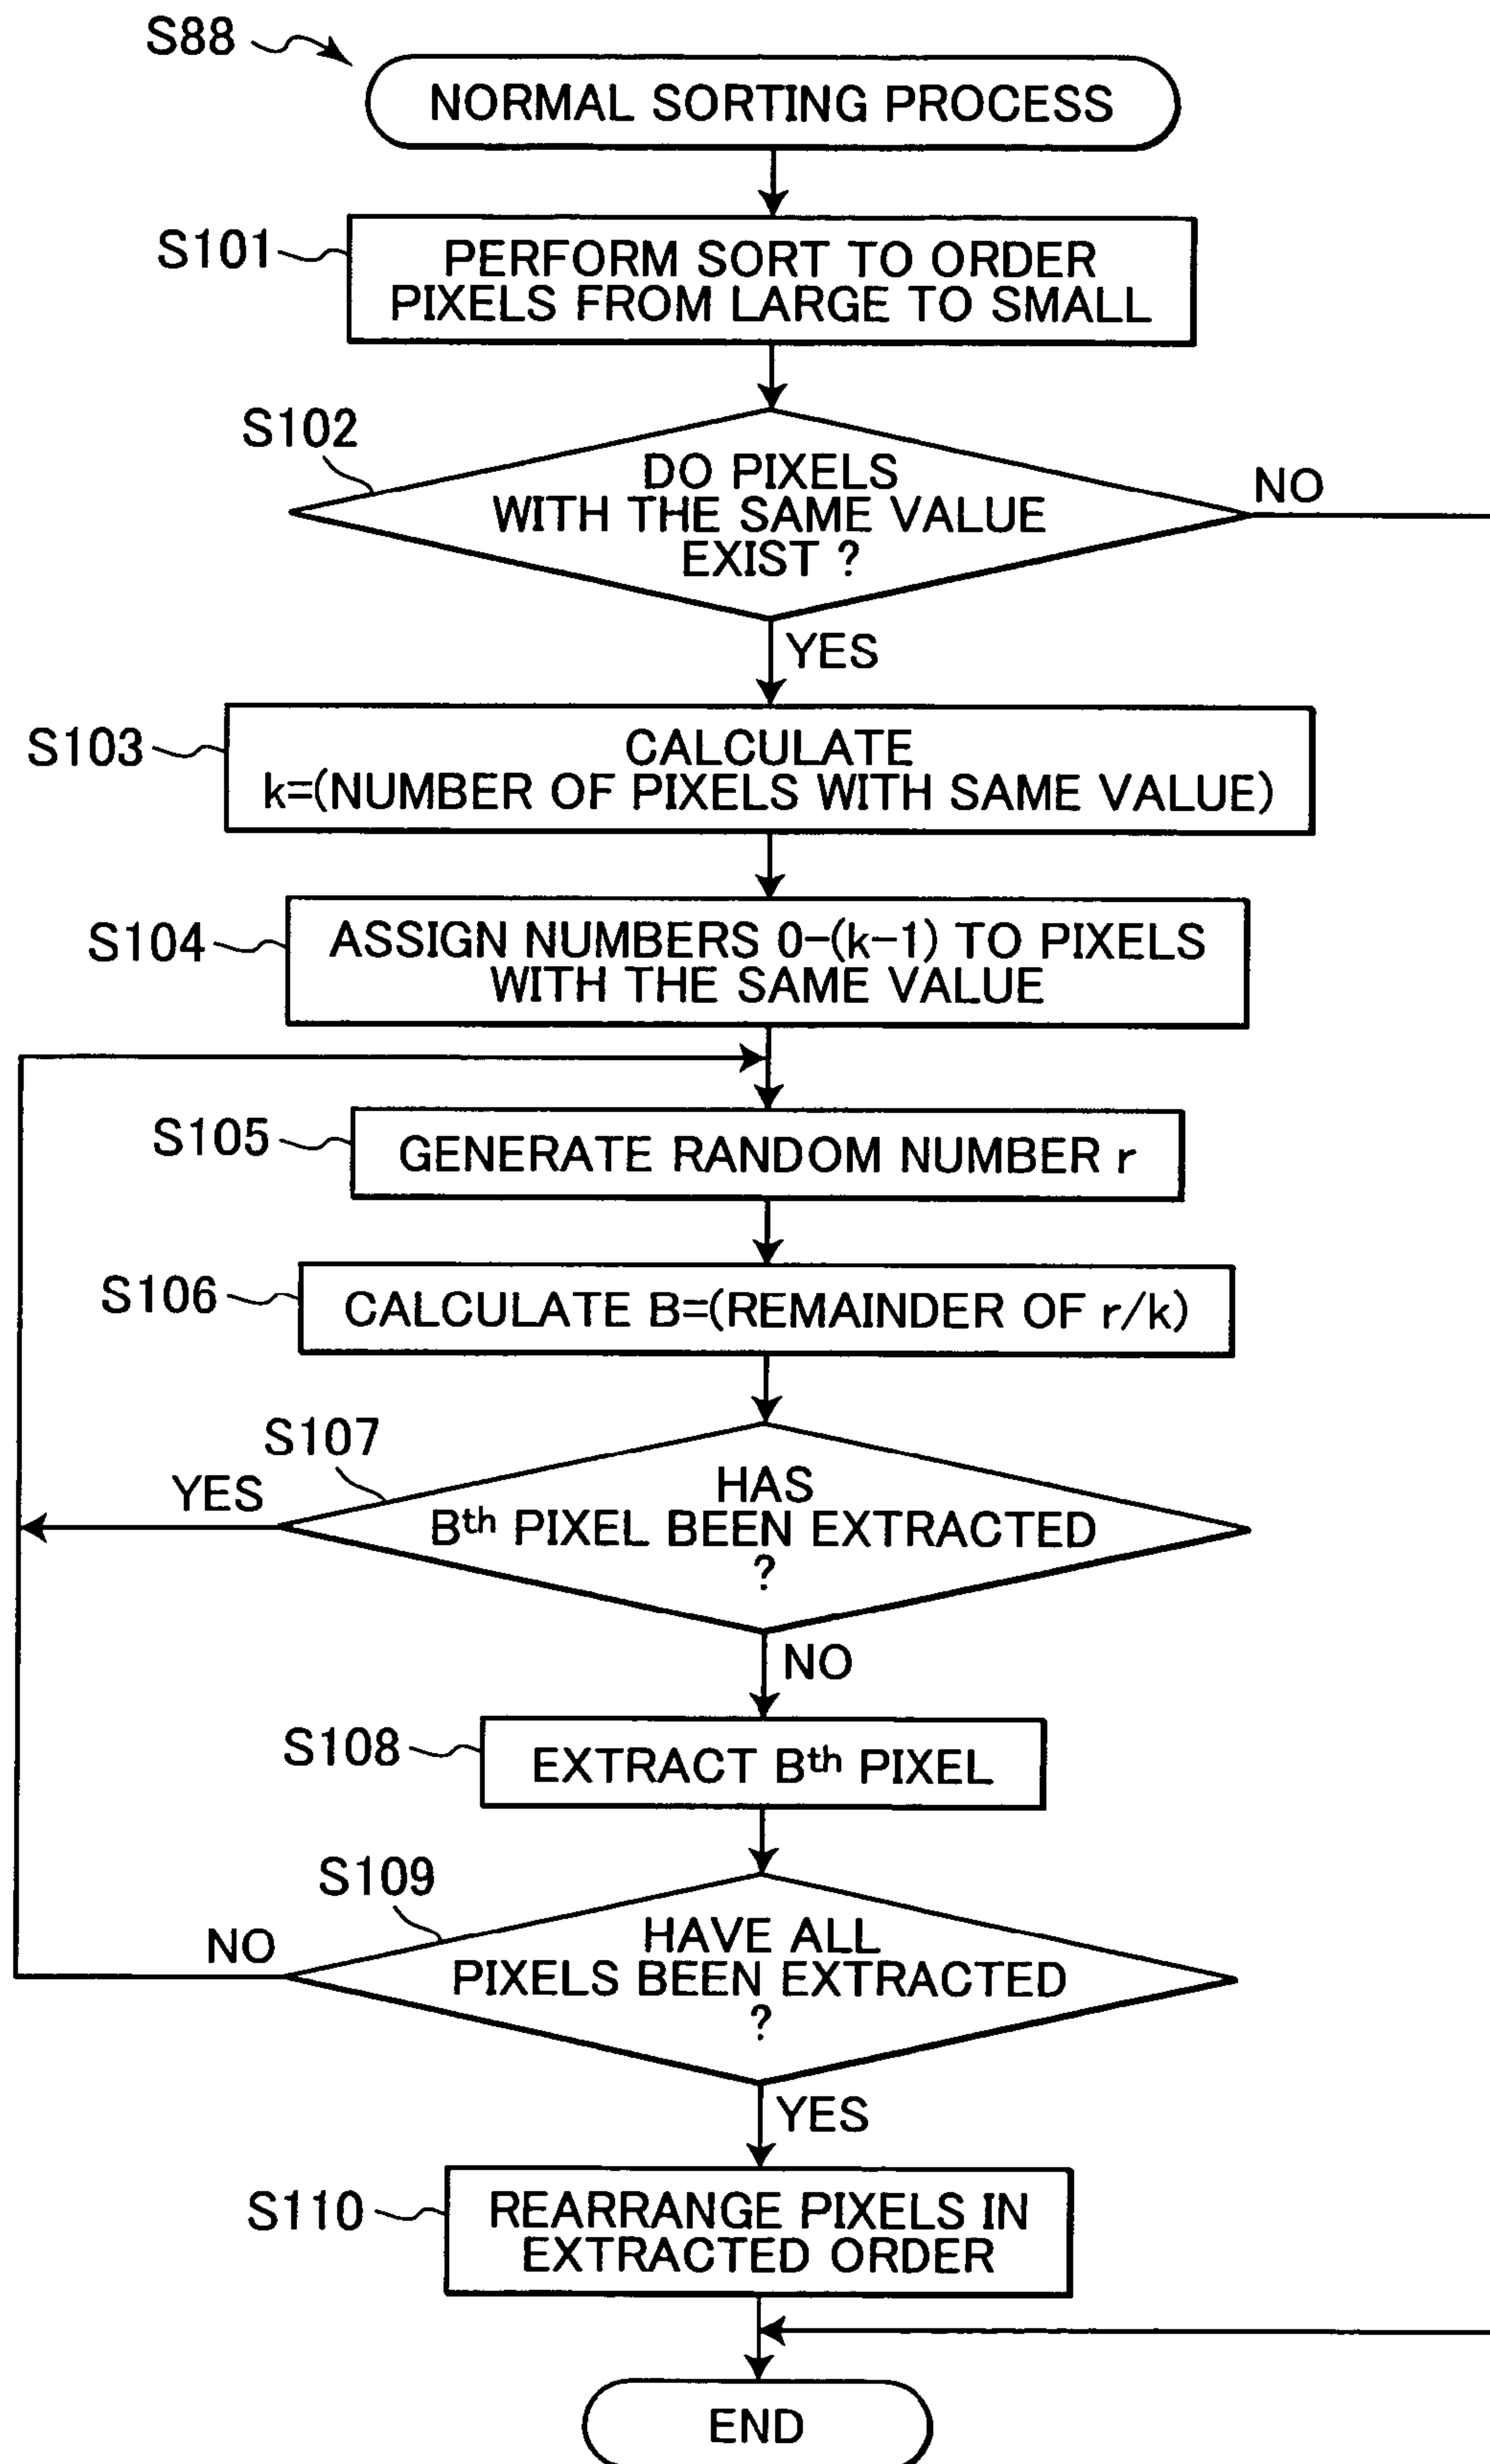 S88
NORMAL SORTING PROCESS
S101
PERFORM SORT TO ORDER
PIXELS FROM LARGE TO SMALL
S102
DO PIXELS
WITH THE SAME VALUE
EXIST ?
NO
YES
S103
CALCULATE
k=(NUMBER OF PIXELS WITH SAME VALUE)
S104
ASSIGN NUMBERS 0-(k-1) TO PIXELS
WITH THE SAME VALUE
S105
GENERATE RANDOM NUMBER r
S106
CALCULATE B=(REMAINDER OF r/k)
S107
YES
HAS
Bth PIXEL BEEN EXTRACTED
?
NO
S108
EXTRACT Bth PIXEL
S109
NO
HAVE ALL
PIXELS BEEN EXTRACTED
?
YES
S110
REARRANGE PIXELS IN
EXTRACTED ORDER
END